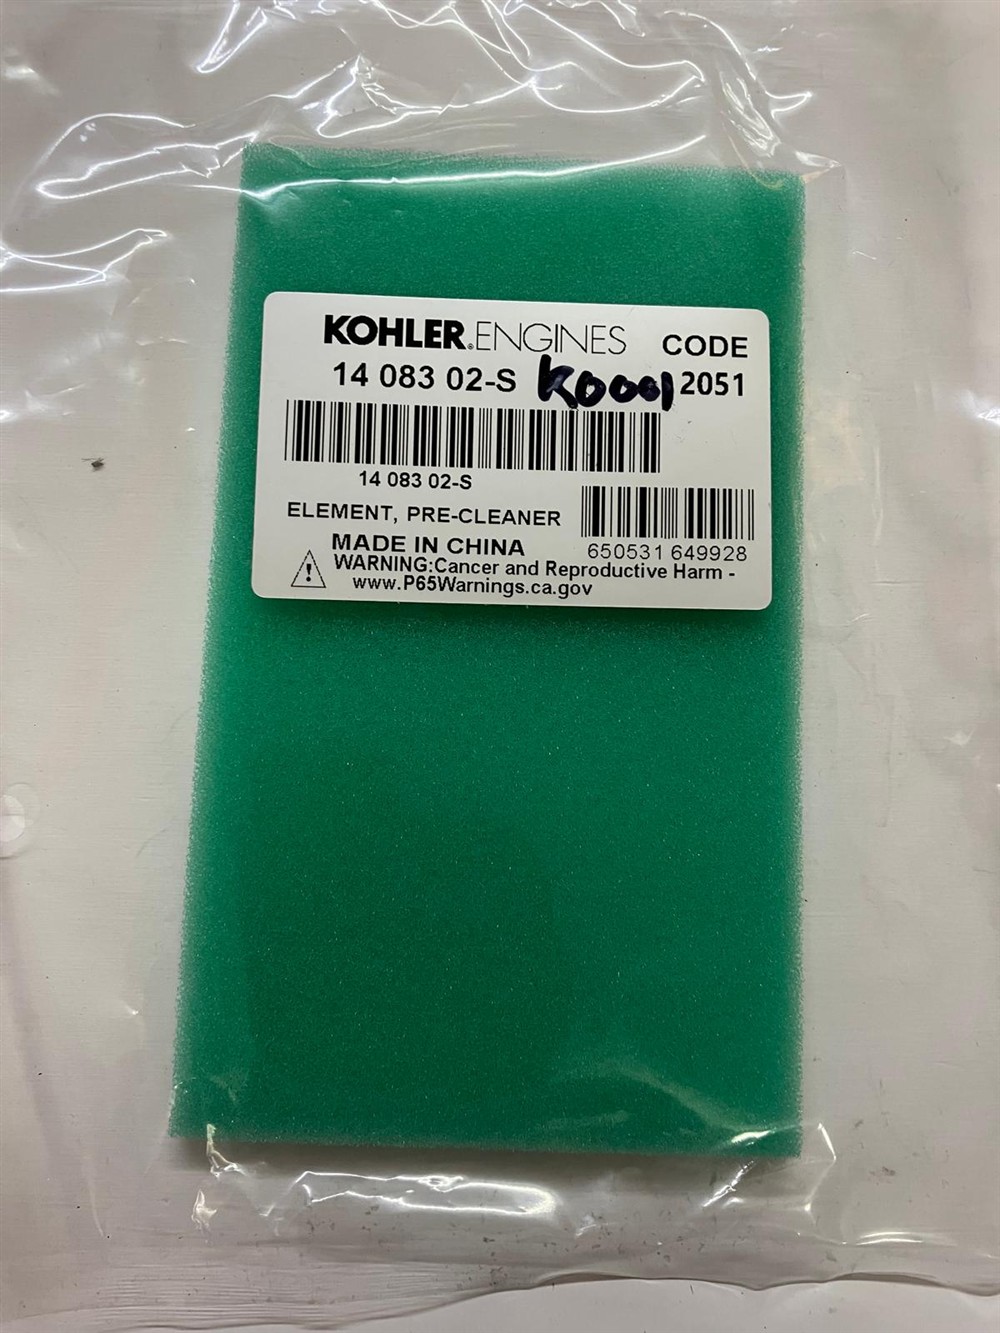 KOHLER ENGINES CODE
14 083 02-S K0001 2051
14 083 02-S
ELEMENT, PRE-CLEANER
650531 649928
MADE IN CHINA
WARNING:Cancer and Reproductive Harm -
www.P65Warnings.ca.gov